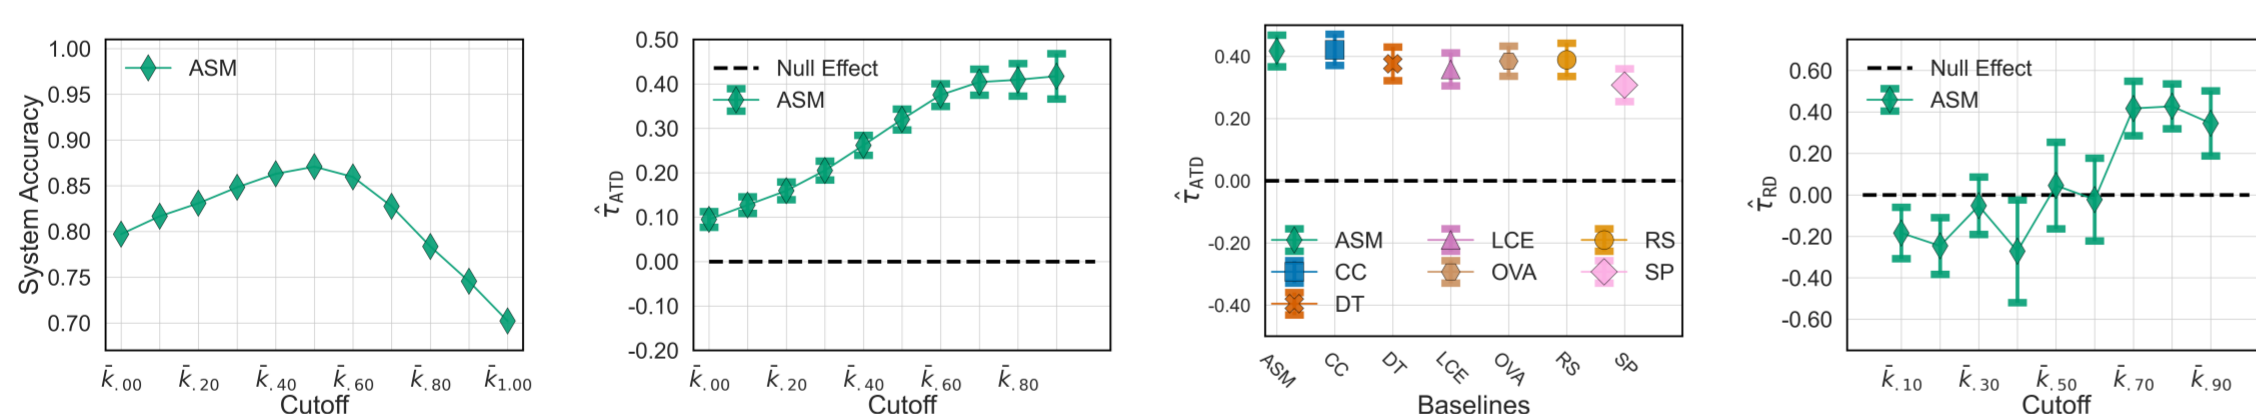 System Accuracy
1.00
0.95
0.90
0.85
0.80
0.75
0.70
ASM
k̄.00 k̄.20 k̄.40 k̄.60 k̄.80 k̄1.00
Cutoff
τ̂ATD
0.50
0.40
0.30
0.20
0.10
0.00
-0.10
-0.20
Null Effect
ASM
k̄.00 k̄.20 k̄.40 k̄.60 k̄.80
Cutoff
τ̂ATD
0.40
0.20
0.00
-0.20
-0.40
ASM LCE RS
CC OVA SP
DT
ASM CC DT LCE OVA RS SP
Baselines
τ̂RD
0.60
0.40
0.20
0.00
-0.20
-0.40
-0.60
Null Effect
ASM
k̄.10 k̄.30 k̄.50 k̄.70 k̄.90
Cutoff